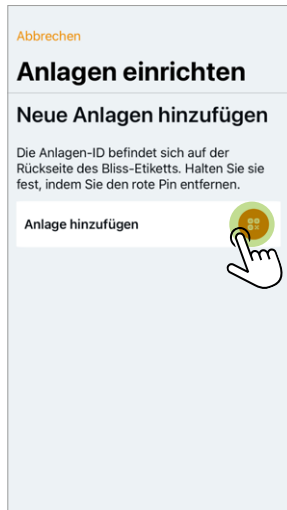 Abbrechen
Anlagen einrichten
Neue Anlagen hinzufügen
Die Anlagen-ID befindet sich auf der
Rückseite des Bliss-Etiketts. Halten Sie sie
fest, indem Sie den rote Pin entfernen.
Anlage hinzufügen